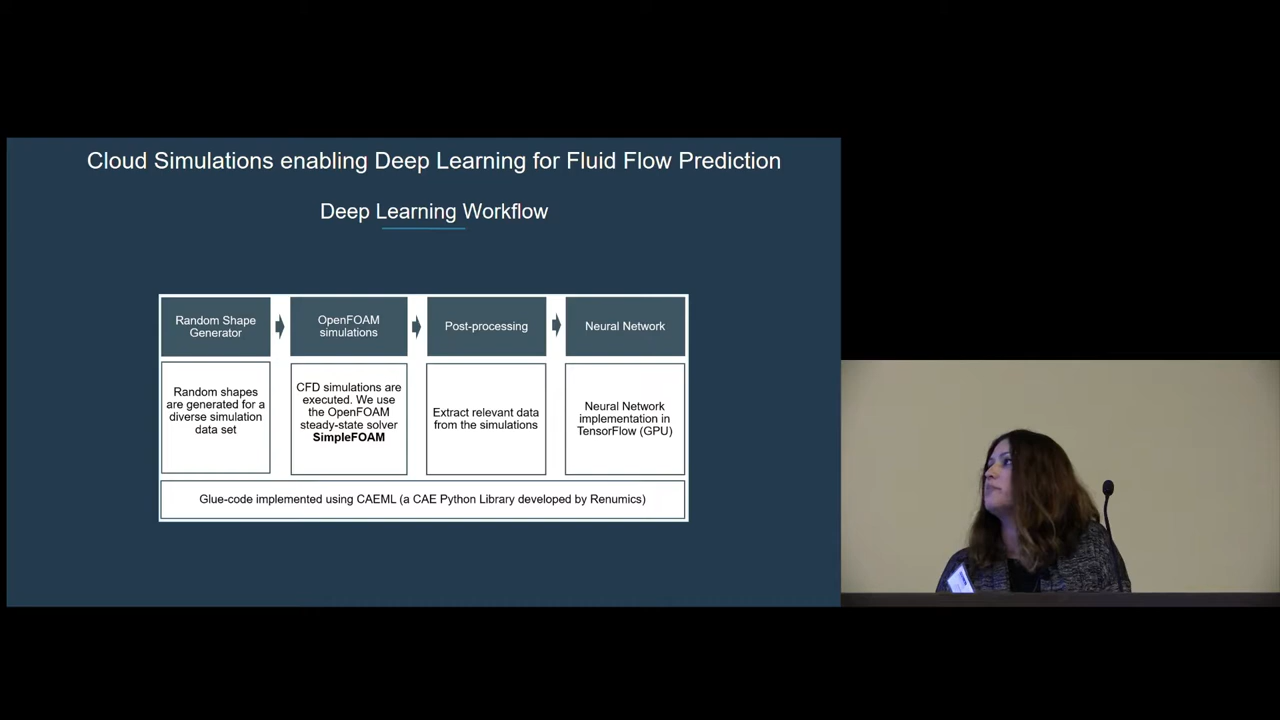 Cloud Simulations enabling Deep Learning for Fluid Flow Prediction
Deep Learning Workflow
Random Shape
Generator
OpenFOAM
simulations
Post-processing
Neural Network
Random shapes
are generated for a
diverse simulation
data set
CFD simulations are
executed. We use
the OpenFOAM
steady-state solver
SimpleFOAM
Extract relevant data
from the simulations
Neural Network
implementation in
TensorFlow (GPU)
Glue-code implemented using CAEML (a CAE Python Library developed by Renumics)